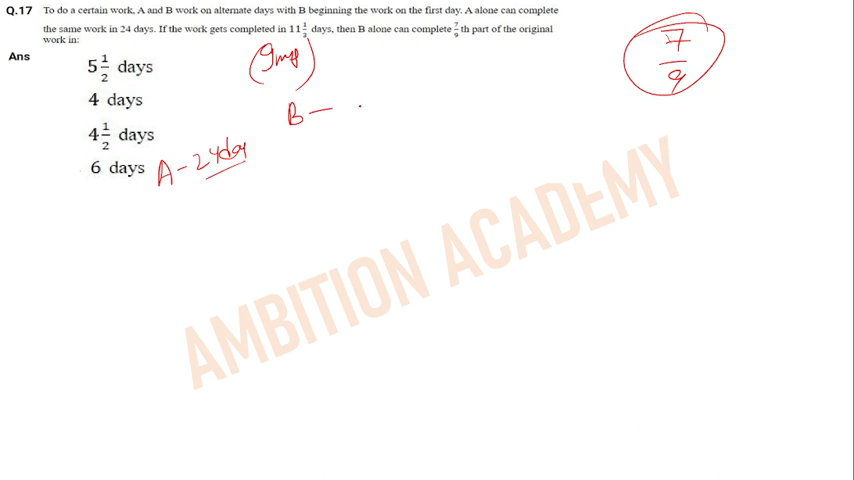 Q.17 To do a certain work, A and B work on alternate days with B beginning the work on the first day. A alone can complete
the same work in 24 days. If the work gets completed in 11 1/3 days, then B alone can complete 7/9 th part of the original
work in:
Ans
5 1/2 days
4 days
4 1/2 days
6 days
(gmp)
B —
A - 24 day
7/9
AMBITION ACADEMY